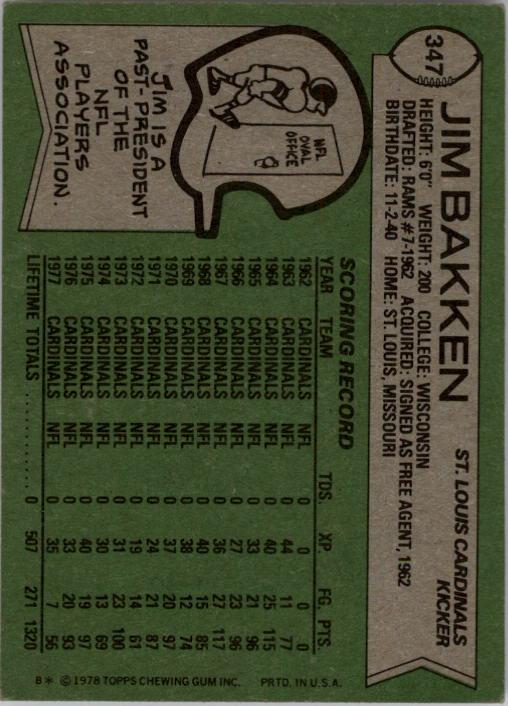 347
JIM BAKKEN
ST. LOUIS CARDINALS
KICKER
HEIGHT: 6'0" WEIGHT: 200 COLLEGE: WISCONSIN
DRAFTED: RAMS #7-1962 ACQUIRED: SIGNED AS FREE AGENT, 1962
BIRTHDATE: 11-2-40 HOME: ST. LOUIS, MISSOURI
NFL
OVAL
OFFICE
JIM IS A
PAST-PRESIDENT
OF THE
NFL
PLAYERS
ASSOCIATION.
SCORING RECORD
YEAR TEAM TDS. XP. FG. PTS.
1962 CARDINALS NFL 0 0 0 0
1963 CARDINALS NFL 0 44 11 77
1964 CARDINALS NFL 0 40 25 115
1965 CARDINALS NFL 0 33 21 96
1966 CARDINALS NFL 0 27 23 96
1967 CARDINALS NFL 0 36 27 117
1968 CARDINALS NFL 0 40 15 85
1969 CARDINALS NFL 0 38 12 74
1970 CARDINALS NFL 0 37 20 97
1971 CARDINALS NFL 0 24 21 87
1972 CARDINALS NFL 0 19 14 61
1973 CARDINALS NFL 0 31 23 100
1974 CARDINALS NFL 0 30 13 69
1975 CARDINALS NFL 0 40 19 97
1976 CARDINALS NFL 0 33 20 93
1977 CARDINALS NFL 0 35 7 56
LIFETIME TOTALS ............ 0 507 271 1320
B* © 1978 TOPPS CHEWING GUM INC. PRTD. IN U.S.A.